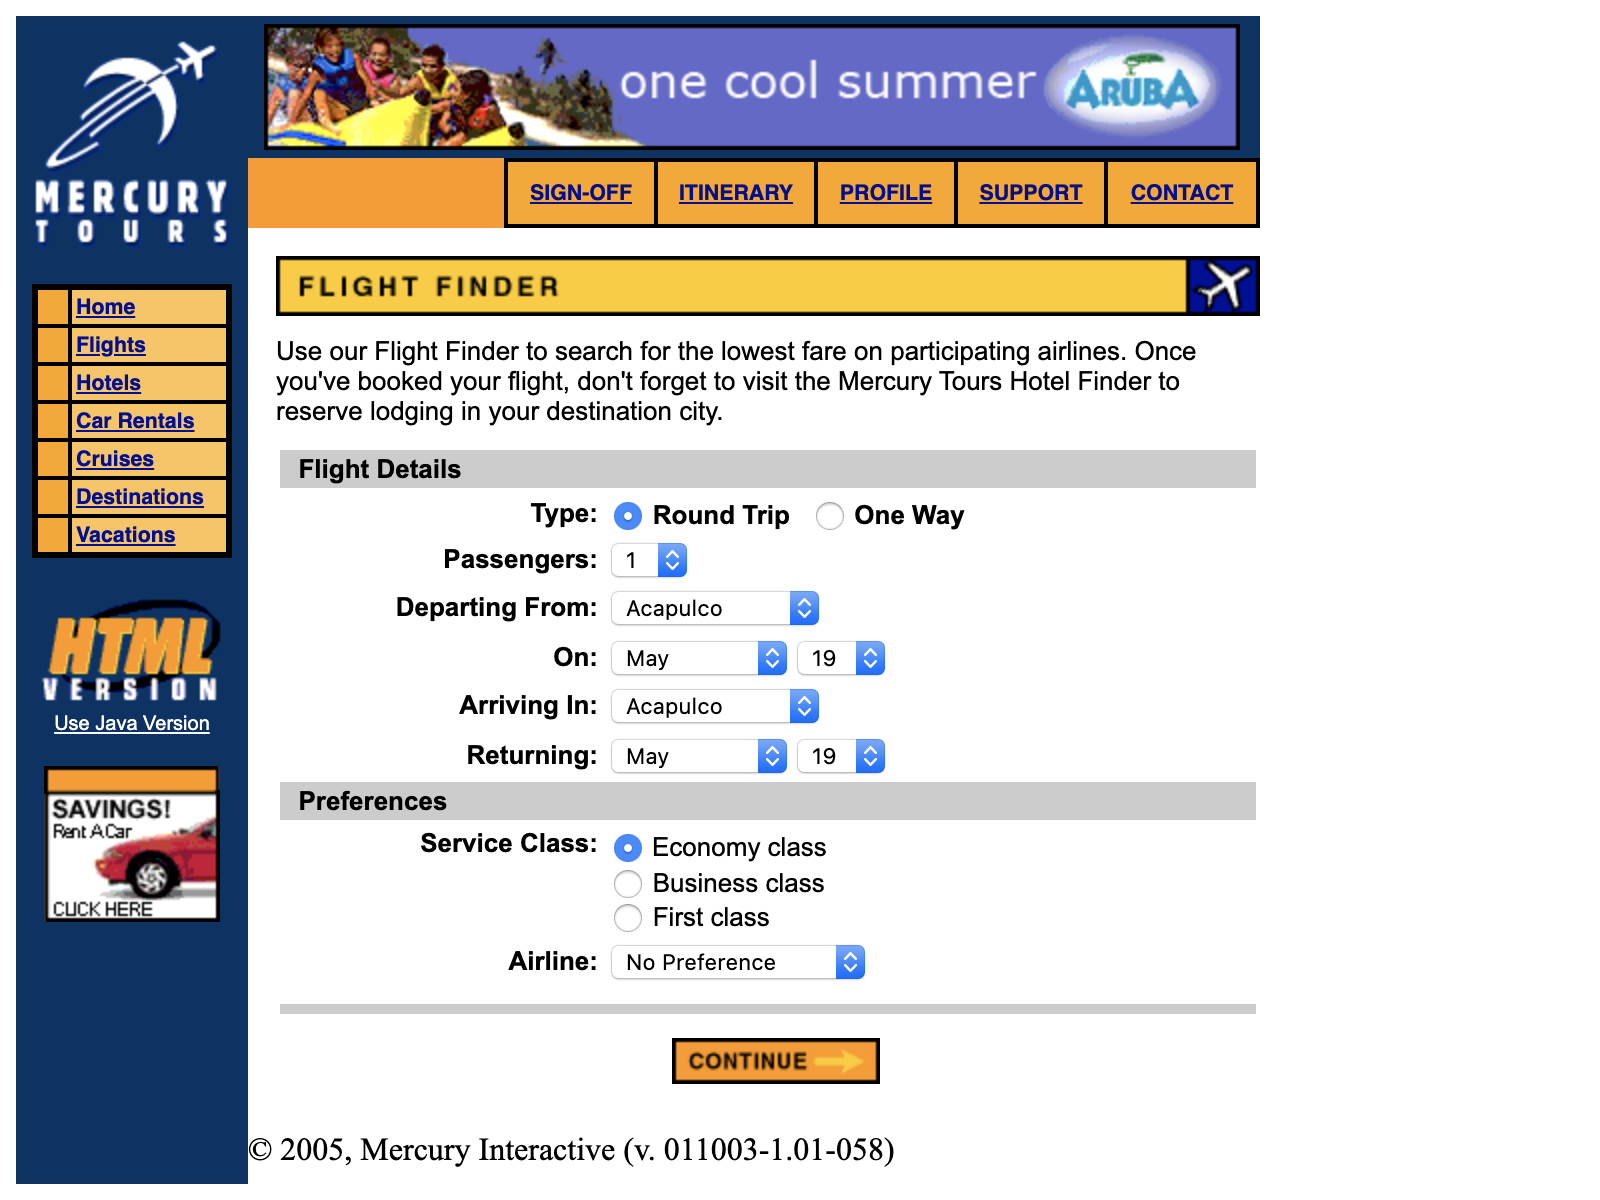 MERCURY
TOURS
one cool summer
ARUBA
SIGN-OFF
ITINERARY
PROFILE
SUPPORT
CONTACT
Home
Flights
Hotels
Car Rentals
Cruises
Destinations
Vacations
HTML
VERSION
Use Java Version
SAVINGS!
Rent A Car
CLICK HERE
FLIGHT FINDER
Use our Flight Finder to search for the lowest fare on participating airlines. Once
you've booked your flight, don't forget to visit the Mercury Tours Hotel Finder to
reserve lodging in your destination city.
Flight Details
Type: Round Trip One Way
Passengers: 1
Departing From: Acapulco
On: May 19
Arriving In: Acapulco
Returning: May 19
Preferences
Service Class: Economy class
Business class
First class
Airline: No Preference
CONTINUE
© 2005, Mercury Interactive (v. 011003-1.01-058)